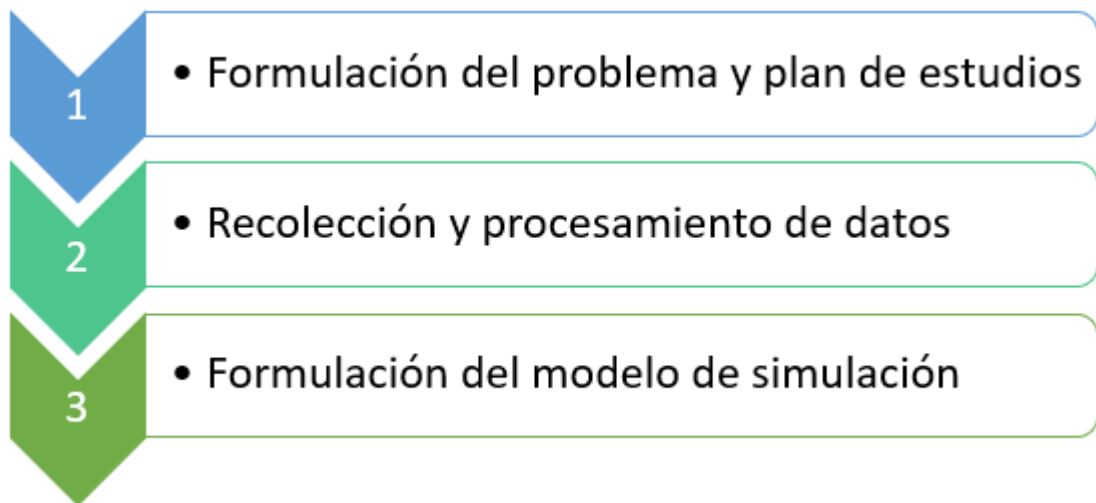 1
• Formulación del problema y plan de estudios
2
• Recolección y procesamiento de datos
3
• Formulación del modelo de simulación